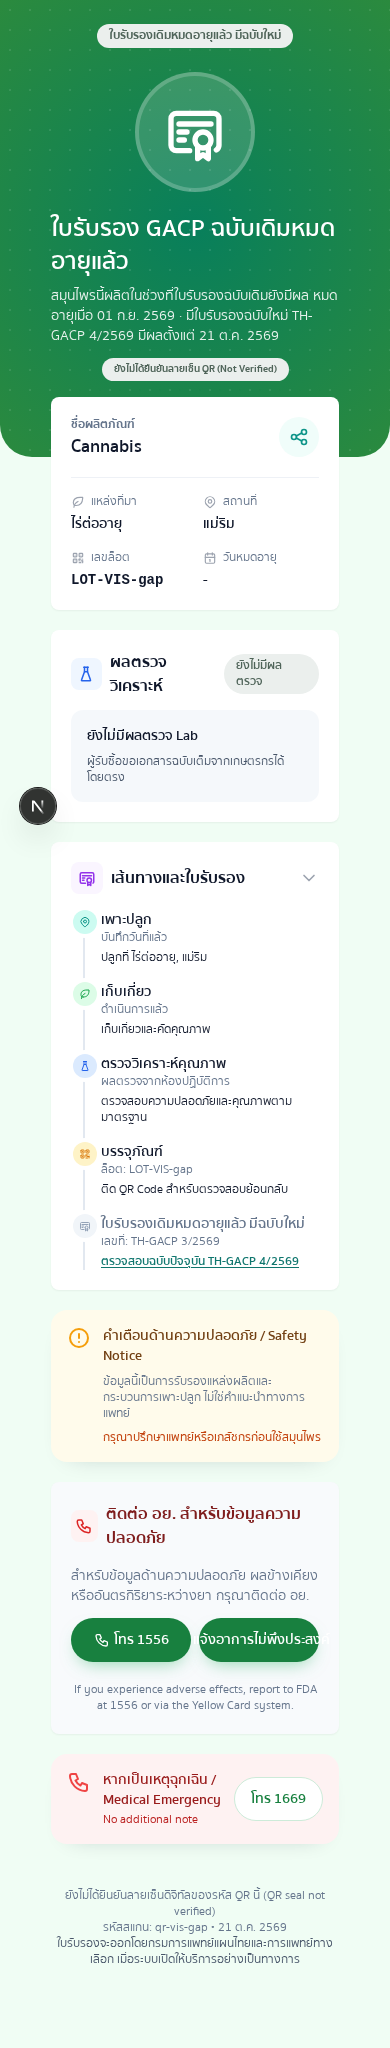 ใบรับรองเดิมหมดอายุแล้ว มีฉบับใหม่
ใบรับรอง GACP ฉบับเดิมหมด
อายุแล้ว
สมุนไพรนี้ผลิตในช่วงที่ใบรับรองฉบับเดิมยังมีผล หมด
อายุเมื่อ 01 ก.ย. 2569 · มีใบรับรองฉบับใหม่ TH-
GACP 4/2569 มีผลตั้งแต่ 21 ต.ค. 2569
ยังไม่ได้ยืนยันลายเซ็น QR (Not Verified)
ชื่อผลิตภัณฑ์
Cannabis
แหล่งที่มา
ไร่ต่ออายุ
สถานที่
แม่ริม
เลขล็อต
LOT-VIS-gap
วันหมดอายุ
-
ผลตรวจ
วิเคราะห์
ยังไม่มีผล
ตรวจ
ยังไม่มีผลตรวจ Lab
ผู้รับซื้อขอเอกสารฉบับเต็มจากเกษตรกรได้
โดยตรง
N
เส้นทางและใบรับรอง
เพาะปลูก
บันทึกวันที่แล้ว
ปลูกที่ ไร่ต่ออายุ, แม่ริม
เก็บเกี่ยว
ดำเนินการแล้ว
เก็บเกี่ยวและคัดคุณภาพ
ตรวจวิเคราะห์คุณภาพ
ผลตรวจจากห้องปฏิบัติการ
ตรวจสอบความปลอดภัยและคุณภาพตาม
มาตรฐาน
บรรจุภัณฑ์
ล็อต: LOT-VIS-gap
ติด QR Code สำหรับตรวจสอบย้อนกลับ
ใบรับรองเดิมหมดอายุแล้ว มีฉบับใหม่
เลขที่: TH-GACP 3/2569
ตรวจสอบฉบับปัจจุบัน TH-GACP 4/2569
คำเตือนด้านความปลอดภัย / Safety
Notice
ข้อมูลนี้เป็นการรับรองแหล่งผลิตและ
กระบวนการเพาะปลูก ไม่ใช่คำแนะนำทางการ
แพทย์
กรุณาปรึกษาแพทย์หรือเภสัชกรก่อนใช้สมุนไพร
ติดต่อ อย. สำหรับข้อมูลความ
ปลอดภัย
สำหรับข้อมูลด้านความปลอดภัย ผลข้างเคียง
หรืออันตรกิริยาระหว่างยา กรุณาติดต่อ อย.
โทร 1556
จ้งอาการไม่พึงประสงค์
If you experience adverse effects, report to FDA
at 1556 or via the Yellow Card system.
หากเป็นเหตุฉุกเฉิน /
Medical Emergency
No additional note
โทร 1669
ยังไม่ได้ยืนยันลายเซ็นดิจิทัลของรหัส QR นี้ (QR seal not
verified)
รหัสสแกน: qr-vis-gap • 21 ต.ค. 2569
ใบรับรองจะออกโดยกรมการแพทย์แผนไทยและการแพทย์ทาง
เลือก เมื่อระบบเปิดให้บริการอย่างเป็นทางการ